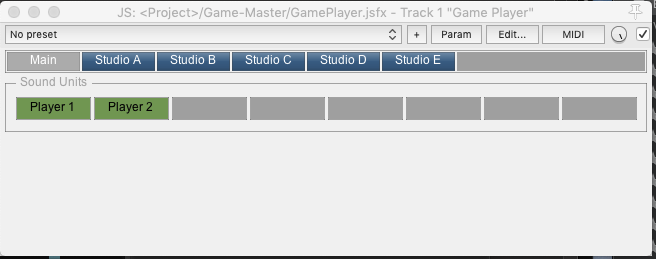 JS: <Project>/Game-Master/GamePlayer.jsfx - Track 1 "Game Player"
No preset + Param Edit... MIDI
Main Studio A Studio B Studio C Studio D Studio E
Sound Units
Player 1 Player 2